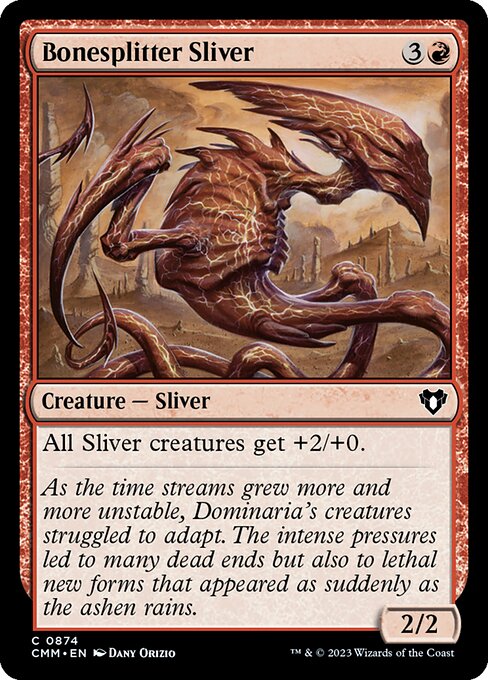 Bonesplitter Sliver 3
Creature — Sliver
All Sliver creatures get +2/+0.
As the time streams grew more and
more unstable, Dominaria's creatures
struggled to adapt. The intense pressures
led to many dead ends but also to lethal
new forms that appeared as suddenly as
the ashen rains.
2/2
C 0874
CMM • EN Dany Orizio
™ & © 2023 Wizards of the Coast